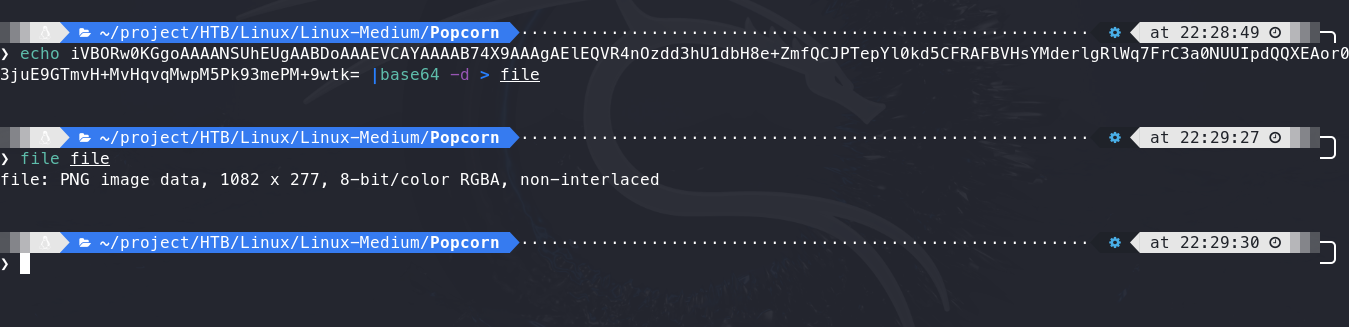 ~/project/HTB/Linux/Linux-Medium/Popcorn at 22:28:49
❯ echo iVBORw0KGgoAAAANSUhEUgAABDoAAAEVCAYAAAAB74X9AAAgAElEQVR4nOzdd3hU1dbH8e+ZmfQCJPTepYl0kd5CFRAFBVHsYMderlgRlWq7FrC3a0NUUIpdQQXEAor0
3juE9GTmvH+MvHqvqMwpM5Pk93mePM+9wtk= |base64 -d > file
~/project/HTB/Linux/Linux-Medium/Popcorn at 22:29:27
❯ file file
file: PNG image data, 1082 x 277, 8-bit/color RGBA, non-interlaced
~/project/HTB/Linux/Linux-Medium/Popcorn at 22:29:30
❯